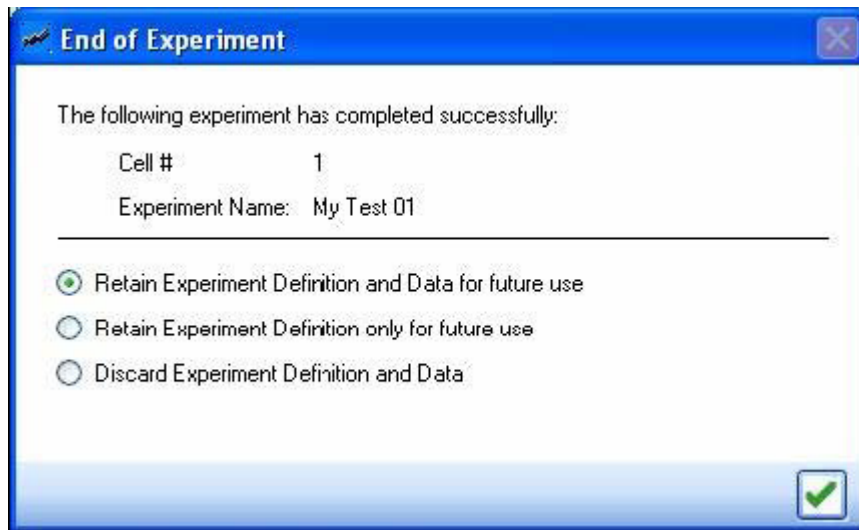 End of Experiment
The following experiment has completed successfully:
Cell # 1
Experiment Name: My Test 01
Retain Experiment Definition and Data for future use
Retain Experiment Definition only for future use
Discard Experiment Definition and Data